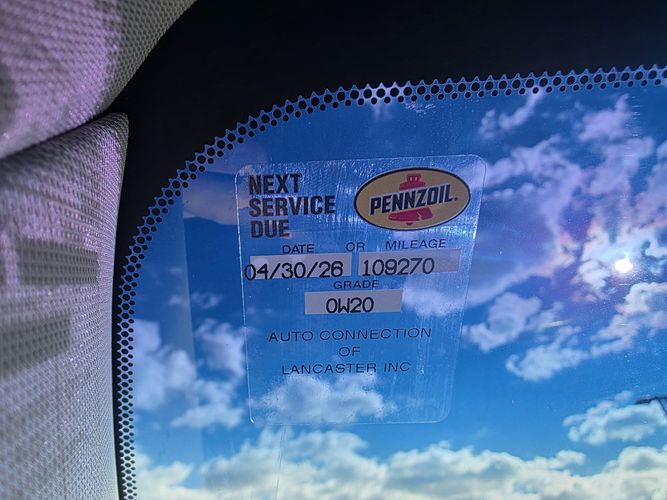 NEXT
SERVICE
DUE
PENNZOIL®
DATE OR MILEAGE
04/30/26 109270
GRADE
0W20
AUTO CONNECTION
OF
LANCASTER INC